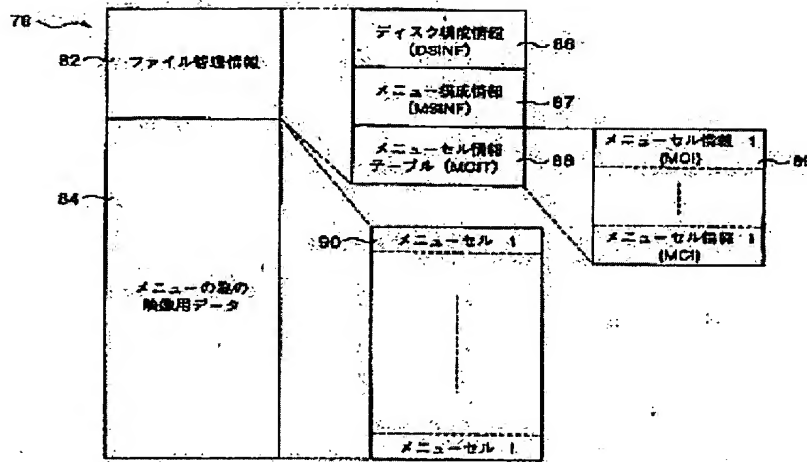 78
82
ファイル管理情報
84
メニューの為の
映像用データ
ディスク構成情報
(DSINF)
86
メニュー構成情報
(MSINF)
87
メニューセル情報
テーブル (MCIT)
88
メニューセル情報 1
(MCI)
89
メニューセル情報 i
(MCI)
90
メニューセル 1
メニューセル i